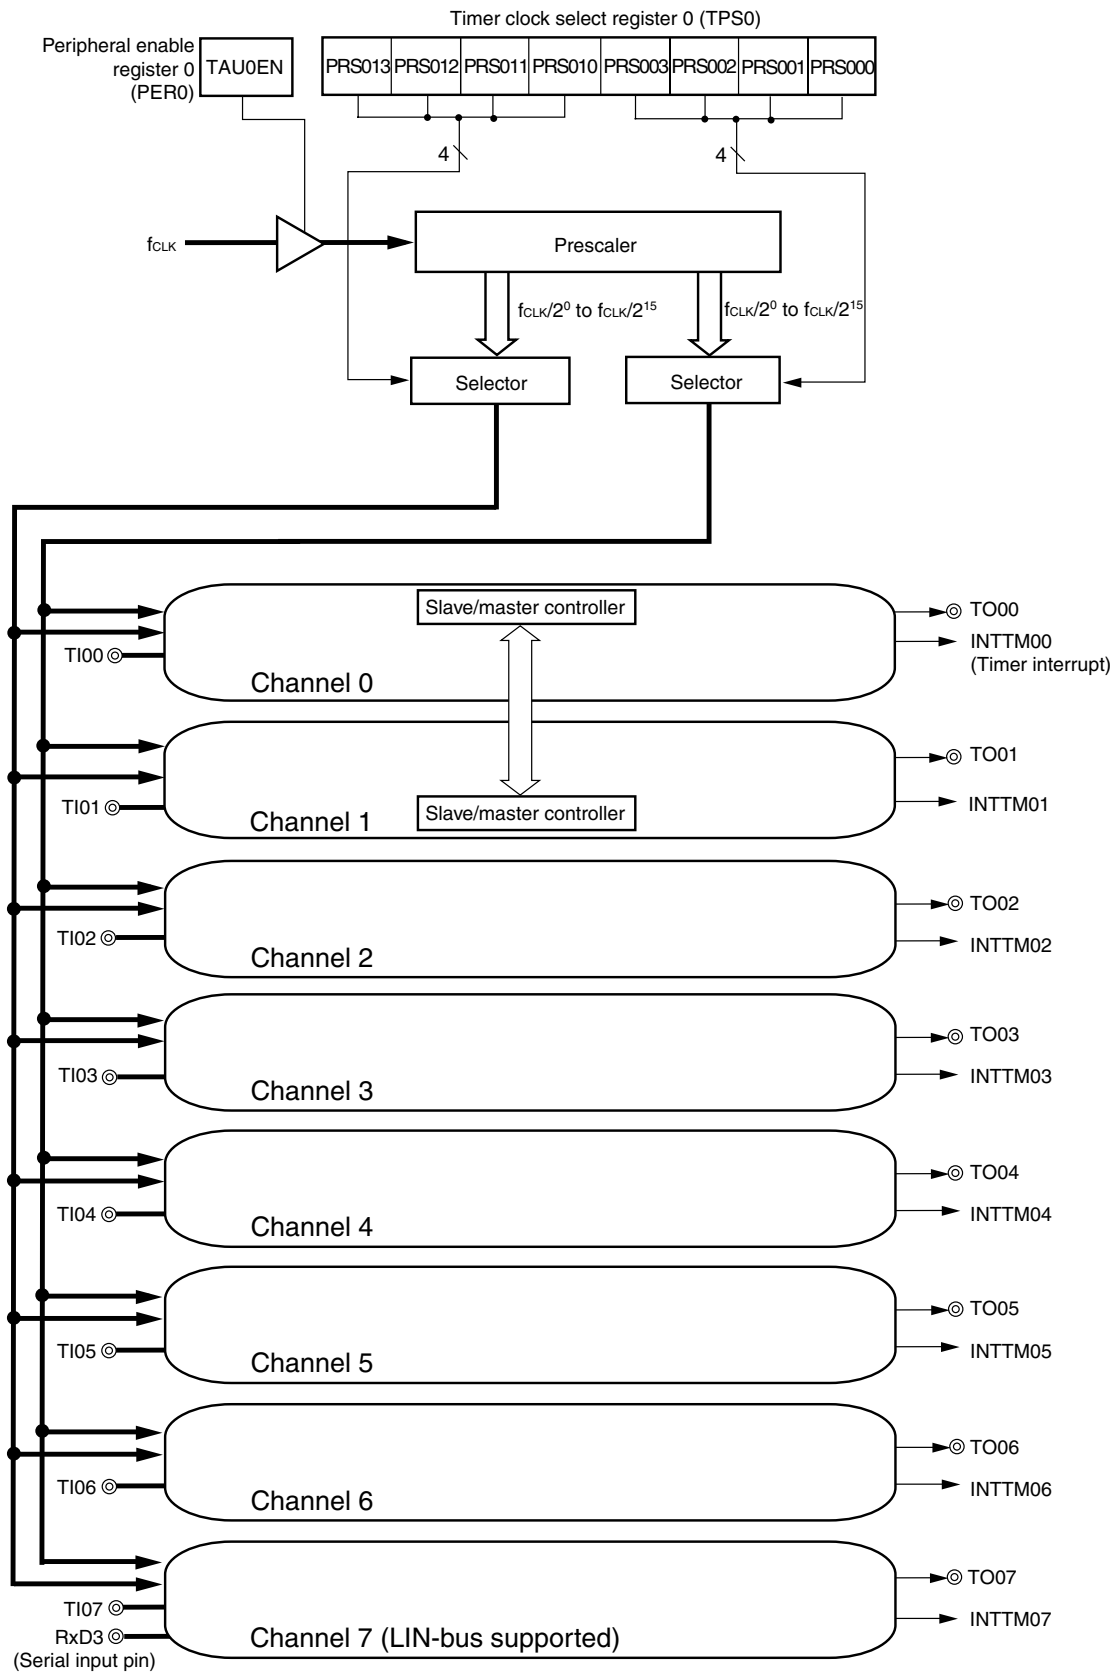 Timer clock select register 0 (TPS0)
Peripheral enable
register 0
(PER0)
TAU0EN
PRS013 PRS012 PRS011 PRS010 PRS003 PRS002 PRS001 PRS000
4
4
fCLK
Prescaler
fCLK/2⁰ to fCLK/2¹⁵
fCLK/2⁰ to fCLK/2¹⁵
Selector
Selector
Slave/master controller
TO00
TI00
INTTM00
(Timer interrupt)
Channel 0
TO01
TI01
INTTM01
Slave/master controller
Channel 1
TO02
TI02
INTTM02
Channel 2
TO03
TI03
INTTM03
Channel 3
TO04
TI04
INTTM04
Channel 4
TO05
TI05
INTTM05
Channel 5
TO06
TI06
INTTM06
Channel 6
TO07
TI07
INTTM07
RxD3
(Serial input pin)
Channel 7 (LIN-bus supported)